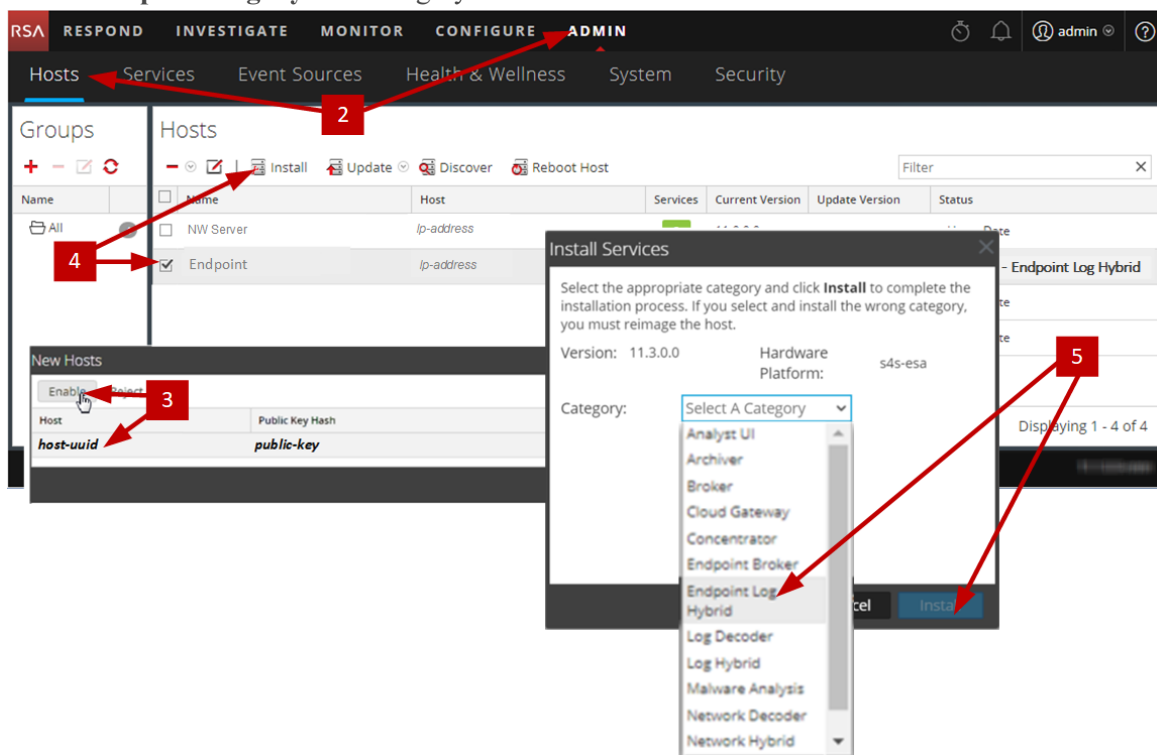 RSA RESPOND INVESTIGATE MONITOR CONFIGURE ADMIN admin ?
Hosts Services Event Sources Health & Wellness System Security
2
Groups
Hosts
Install Update Discover Reboot Host Filter X
Name
Name Host Services Current Version Update Version Status
All
NW Server Ip-address
4
Endpoint Ip-address - Endpoint Log Hybrid
Install Services
Select the appropriate category and click Install to complete the
installation process. If you select and install the wrong category,
you must reimage the host.
Version: 11.3.0.0 Hardware
Platform: s4s-esa
5
Category: Select A Category
Analyst UI
Archiver
Broker
Cloud Gateway
Concentrator
Endpoint Broker
Endpoint Log
Hybrid
Log Decoder
Log Hybrid
Malware Analysis
Network Decoder
Network Hybrid
Install
New Hosts
Enable Reject
3
Host Public Key Hash
host-uuid public-key
Displaying 1 - 4 of 4